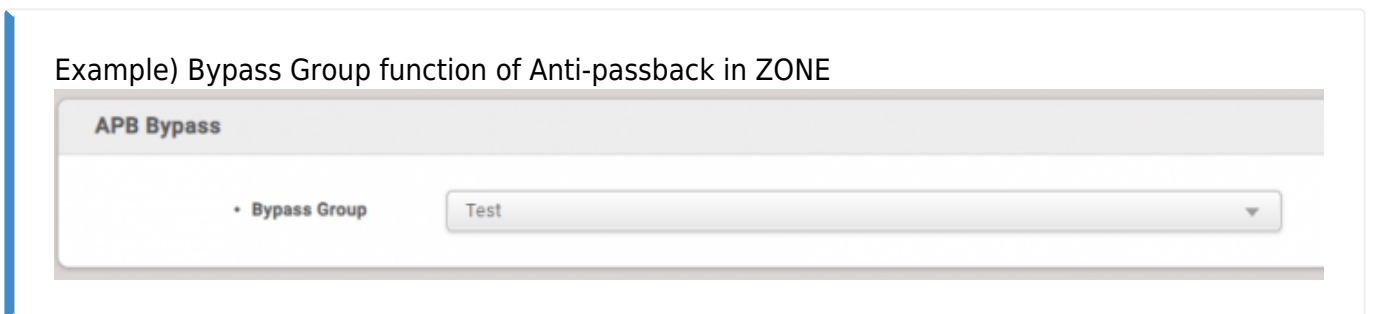 Example) Bypass Group function of Anti-passback in ZONE
APB Bypass
• Bypass Group Test